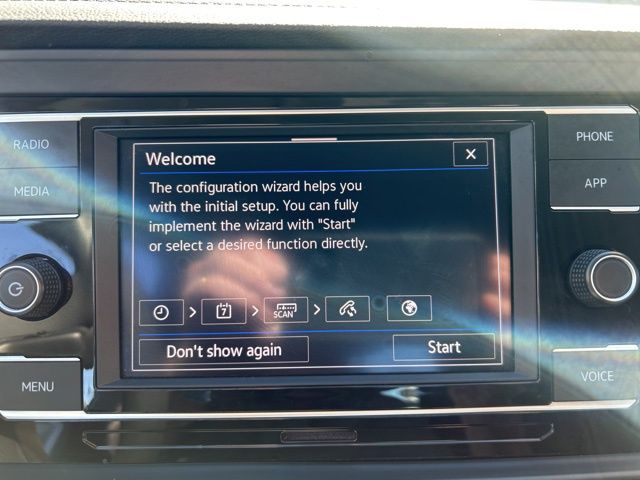 RADIO
MEDIA
MENU
Welcome
X
The configuration wizard helps you
with the initial setup. You can fully
implement the wizard with "Start"
or select a desired function directly.
7
SCAN
Don't show again
Start
PHONE
APP
VOICE